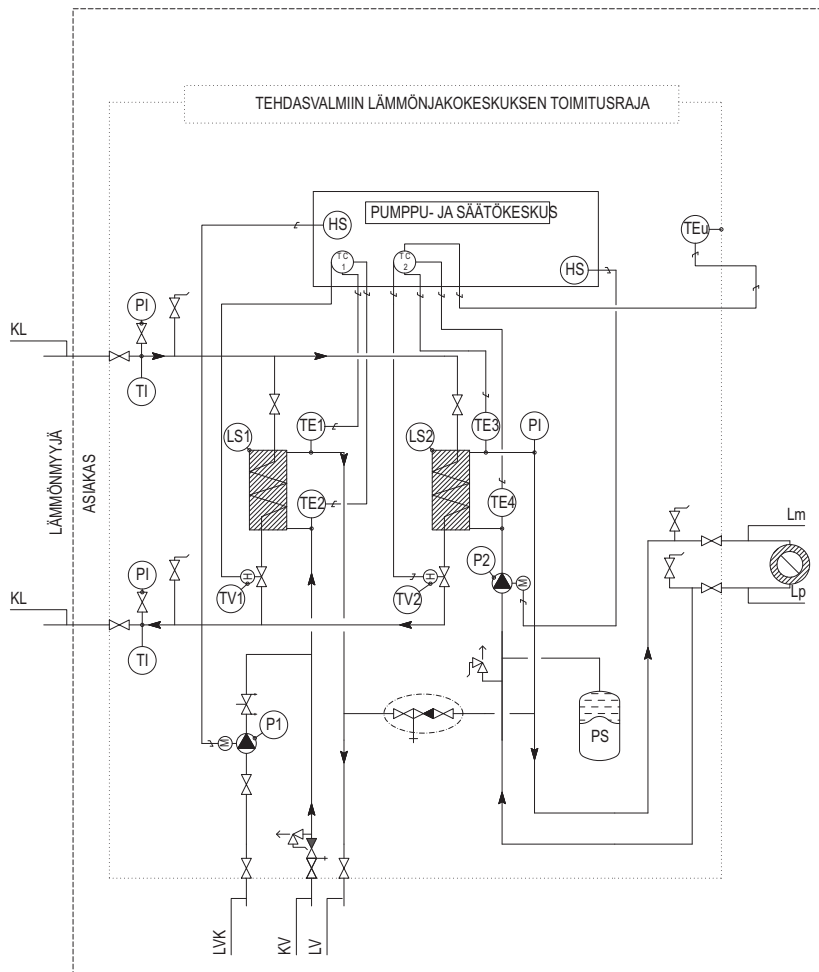 TEHDASVALMIIN LÄMMÖNJAKOKESKUKSEN TOIMITUSRAJA
PUMPPU- JA SÄÄTÖKESKUS
HS
TEu
TC
1
TC
2
HS
PI
KL
TI
LÄMMÖNMYYJÄ
ASIAKAS
LS1
TE1
LS2
TE3
PI
TE2
TE4
Lm
P2
PI
H
TV1
H
TV2
M
Lp
KL
TI
P1
M
PS
LVK
KV
LV